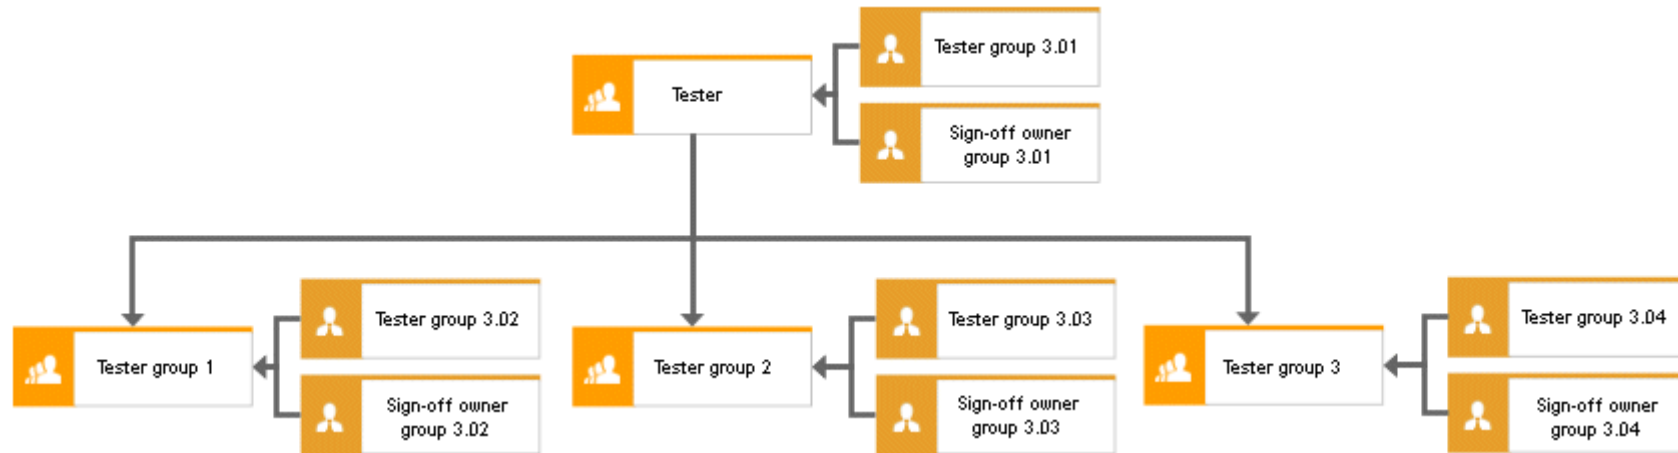 Tester group 3.01
Tester
Sign-off owner
group 3.01
Tester group 3.02
Tester group 1
Sign-off owner
group 3.02
Tester group 3.03
Tester group 2
Sign-off owner
group 3.03
Tester group 3.04
Tester group 3
Sign-off owner
group 3.04